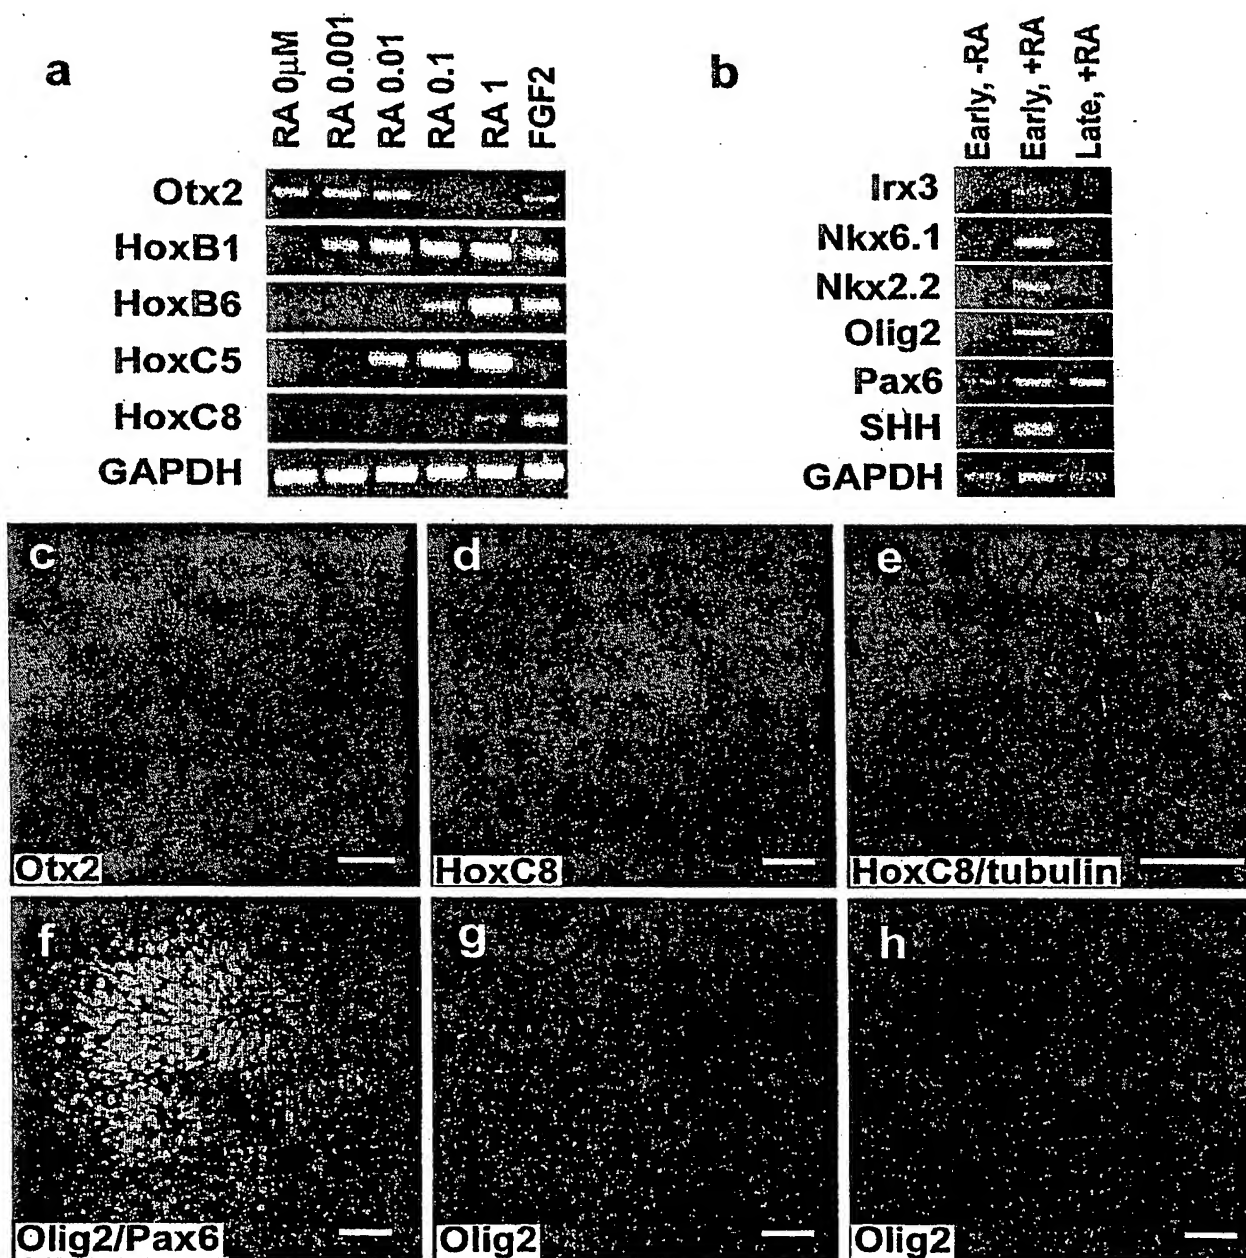 a
RA 0µM
RA 0.001
RA 0.01
RA 0.1
RA 1
FGF2
Otx2
HoxB1
HoxB6
HoxC5
HoxC8
GAPDH
b
Early, -RA
Early, +RA
Late, +RA
Irx3
Nkx6.1
Nkx2.2
Olig2
Pax6
SHH
GAPDH
c
Otx2
d
HoxC8
e
HoxC8/tubulin
f
Olig2/Pax6
g
Olig2
h
Olig2